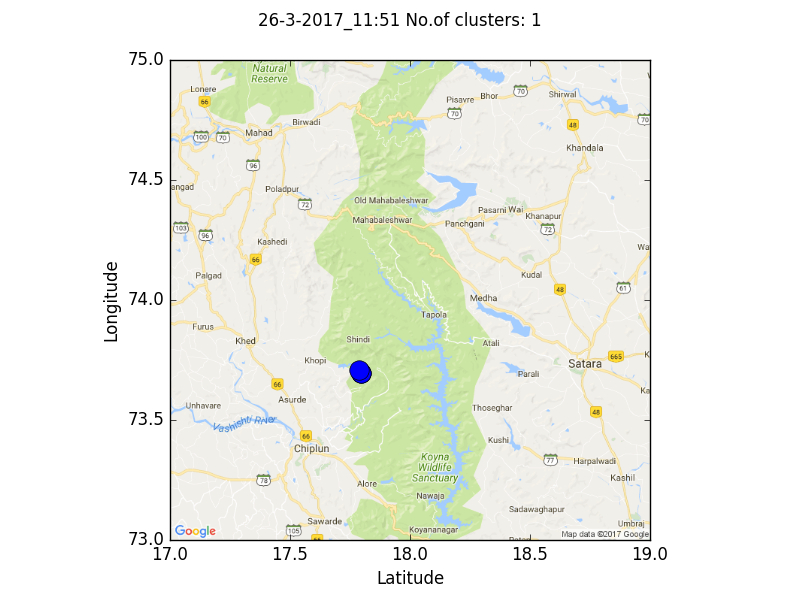 26-3-2017_11:51 No.of clusters: 1
75.0
74.5
74.0
73.5
73.0
17.0
17.5
18.0
18.5
19.0
Latitude
Longitude
Natural
Reserve
Lonere
66
Pisavre
Bhor
70
Shirwal
70
Birwadi
48
70
100
70
Mahad
Khandala
96
Poladpur
72
Old Mahabaleshwar
Mahabaleshwar
Panchgani
Pasarni
Wai
Khanapur
72
angad
103
96
Kashedi
Wa
66
Palgad
Kudal
48
61
Medha
Tapola
Furus
Khed
Shindi
Atali
Khopi
Satara
665
K
Parali
66
Asurde
Ka
Unhavare
Thoseghar
48
Vashishti River
66
Chiplun
Kushi
77
Harpalwadi
Koyna
Wildlife
Sanctuary
78
Alore
Kashil
Nawaja
Sadawaghapur
Sawarde
105
66
Koyananagar
Umbraj
Google
Map data ©2017 Google